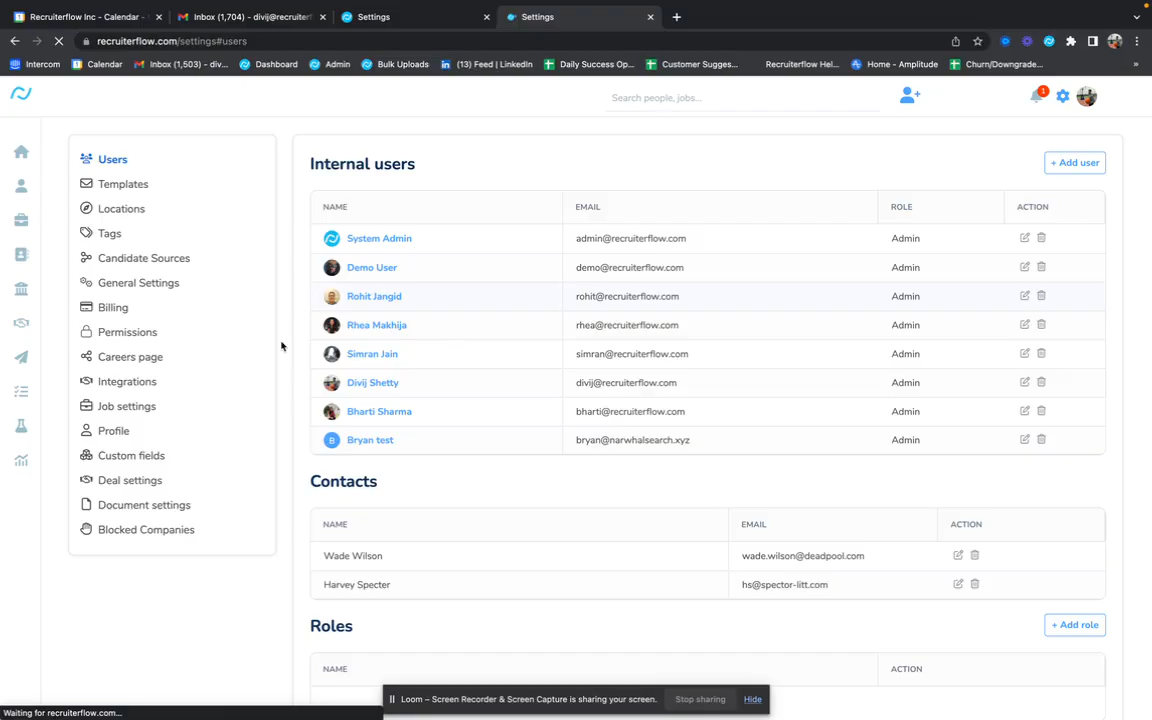 Recruiterflow Inc - Calendar -
Inbox (1,704) - divij@recruiterf
Settings
Settings
recruiterflow.com/settings#users
Intercom
Calendar
Inbox (1,503) - div...
Dashboard
Admin
Bulk Uploads
(13) Feed | LinkedIn
Daily Success Op...
Customer Sugges...
Recruiterflow Hel...
Home - Amplitude
Churn/Downgrade...
»
Search people, jobs...
1
Users
Templates
Locations
Tags
Candidate Sources
General Settings
Billing
Permissions
Careers page
Integrations
Job settings
Profile
Custom fields
Deal settings
Document settings
Blocked Companies
Internal users
+ Add user
NAME EMAIL ROLE ACTION
System Admin admin@recruiterflow.com Admin
Demo User demo@recruiterflow.com Admin
Rohit Jangid rohit@recruiterflow.com Admin
Rhea Makhija rhea@recruiterflow.com Admin
Simran Jain simran@recruiterflow.com Admin
Divij Shetty divij@recruiterflow.com Admin
Bharti Sharma bharti@recruiterflow.com Admin
B Bryan test bryan@narwhalsearch.xyz Admin
Contacts
NAME EMAIL ACTION
Wade Wilson wade.wilson@deadpool.com
Harvey Specter hs@spector-litt.com
Roles
+ Add role
NAME ACTION
Loom – Screen Recorder & Screen Capture is sharing your screen.
Stop sharing
Hide
Waiting for recruiterflow.com...